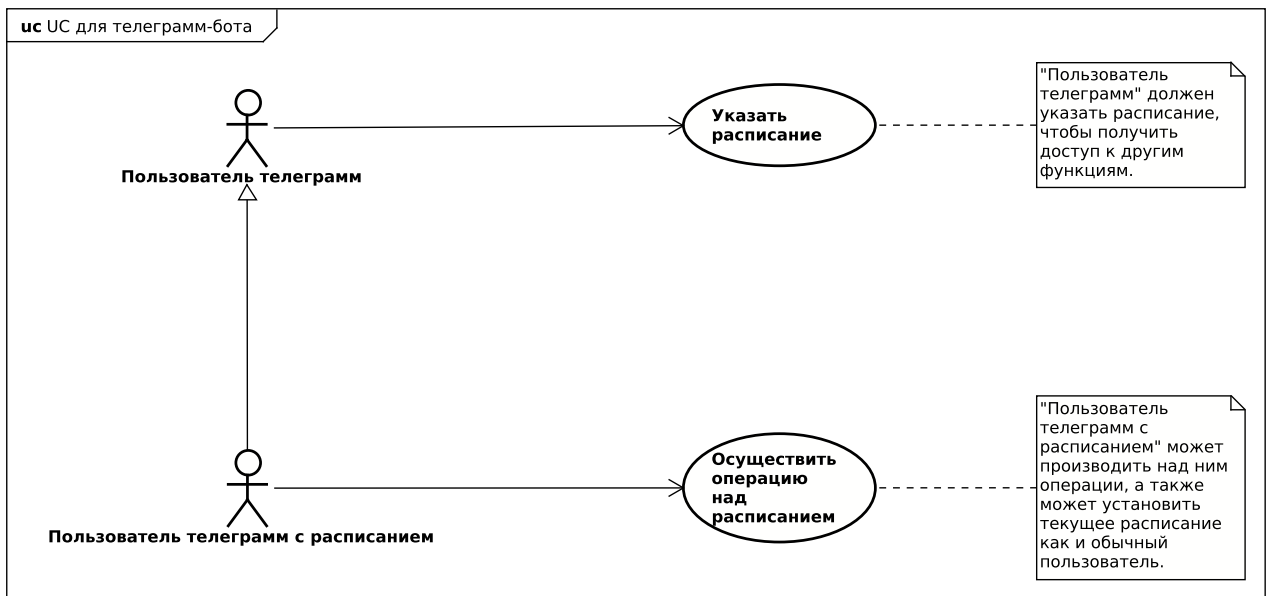 uc UC для телеграмм-бота
Пользователь телеграмм
Указать
расписание
"Пользователь
телеграмм" должен
указать расписание,
чтобы получить
доступ к другим
функциям.
Пользователь телеграмм с расписанием
Осуществить
операцию
над
расписанием
"Пользователь
телеграмм с
расписанием" может
производить над ним
операции, а также
может установить
текущее расписание
как и обычный
пользователь.